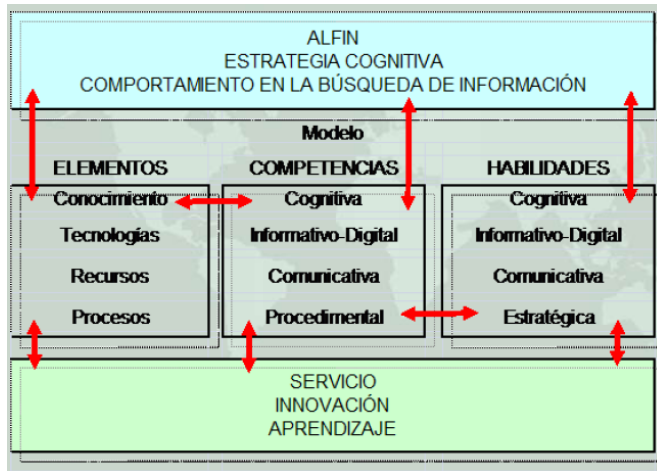 ALFIN
ESTRATEGIA COGNITIVA
COMPORTAMIENTO EN LA BÚSQUEDA DE INFORMACIÓN
Modelo
ELEMENTOS
Conocimiento
Tecnologías
Recursos
Procesos
COMPETENCIAS
Cognitiva
Informativo-Digital
Comunicativa
Procedimental
HABILIDADES
Cognitiva
Informativo-Digital
Comunicativa
Estratégica
SERVICIO
INNOVACIÓN
APRENDIZAJE